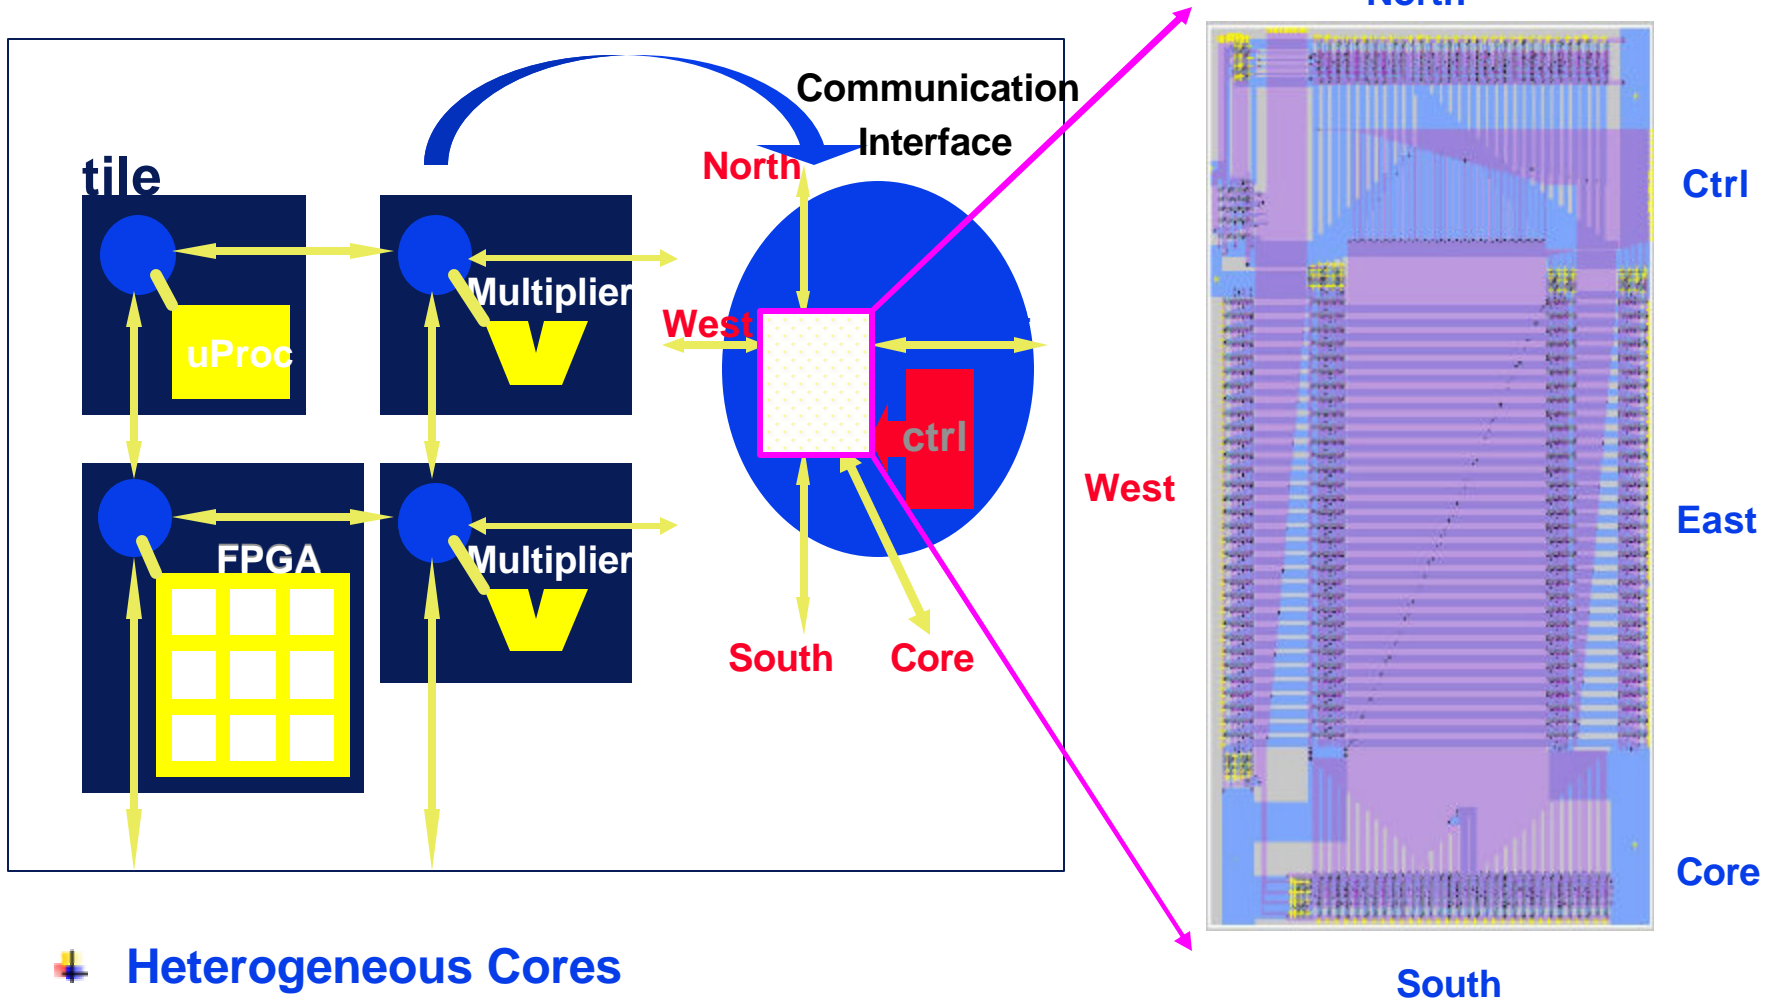 North
Communication
Interface
tile
North
Ctrl
Multiplier
West
uProc
ctrl
West
East
FPGA
Multiplier
South
Core
Core
Heterogeneous Cores
South